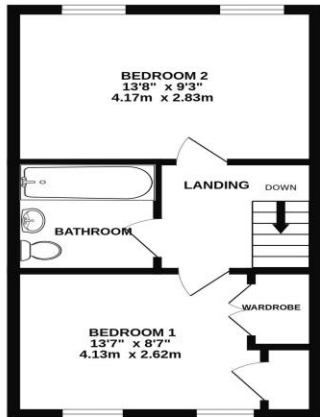 BEDROOM 2
13'8" x 9'3"
4.17m x 2.83m
LANDING
DOWN
BATHROOM
WARDROBE
BEDROOM 1
13'7" x 8'7"
4.13m x 2.62m